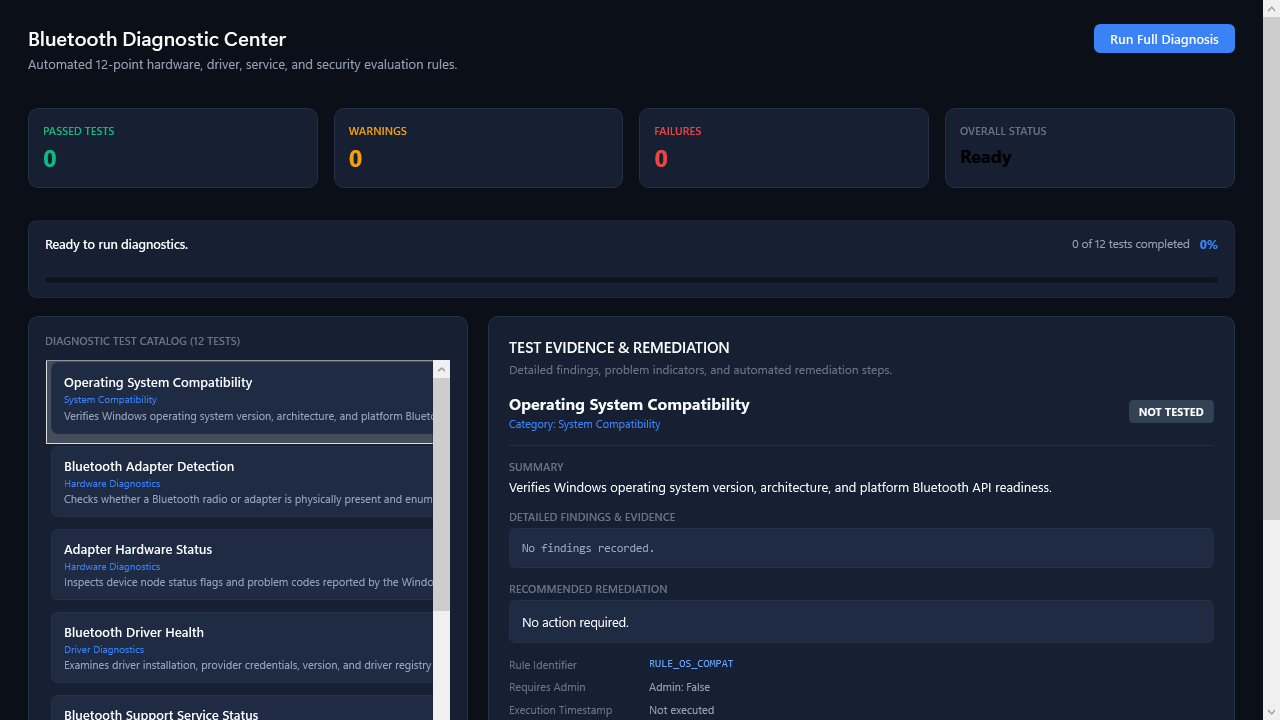 Bluetooth Diagnostic Center
Automated 12-point hardware, driver, service, and security evaluation rules.
Run Full Diagnosis
PASSED TESTS
0
WARNINGS
0
FAILURES
0
OVERALL STATUS
Ready
Ready to run diagnostics.
0 of 12 tests completed 0%
DIAGNOSTIC TEST CATALOG (12 TESTS)
Operating System Compatibility
System Compatibility
Verifies Windows operating system version, architecture, and platform Blueto
Bluetooth Adapter Detection
Hardware Diagnostics
Checks whether a Bluetooth radio or adapter is physically present and enum
Adapter Hardware Status
Hardware Diagnostics
Inspects device node status flags and problem codes reported by the Windo
Bluetooth Driver Health
Driver Diagnostics
Examines driver installation, provider credentials, version, and driver registry
Bluetooth Support Service Status
TEST EVIDENCE & REMEDIATION
Detailed findings, problem indicators, and automated remediation steps.
Operating System Compatibility
Category: System Compatibility
NOT TESTED
SUMMARY
Verifies Windows operating system version, architecture, and platform Bluetooth API readiness.
DETAILED FINDINGS & EVIDENCE
No findings recorded.
RECOMMENDED REMEDIATION
No action required.
Rule Identifier RULE_OS_COMPAT
Requires Admin Admin: False
Execution Timestamp Not executed